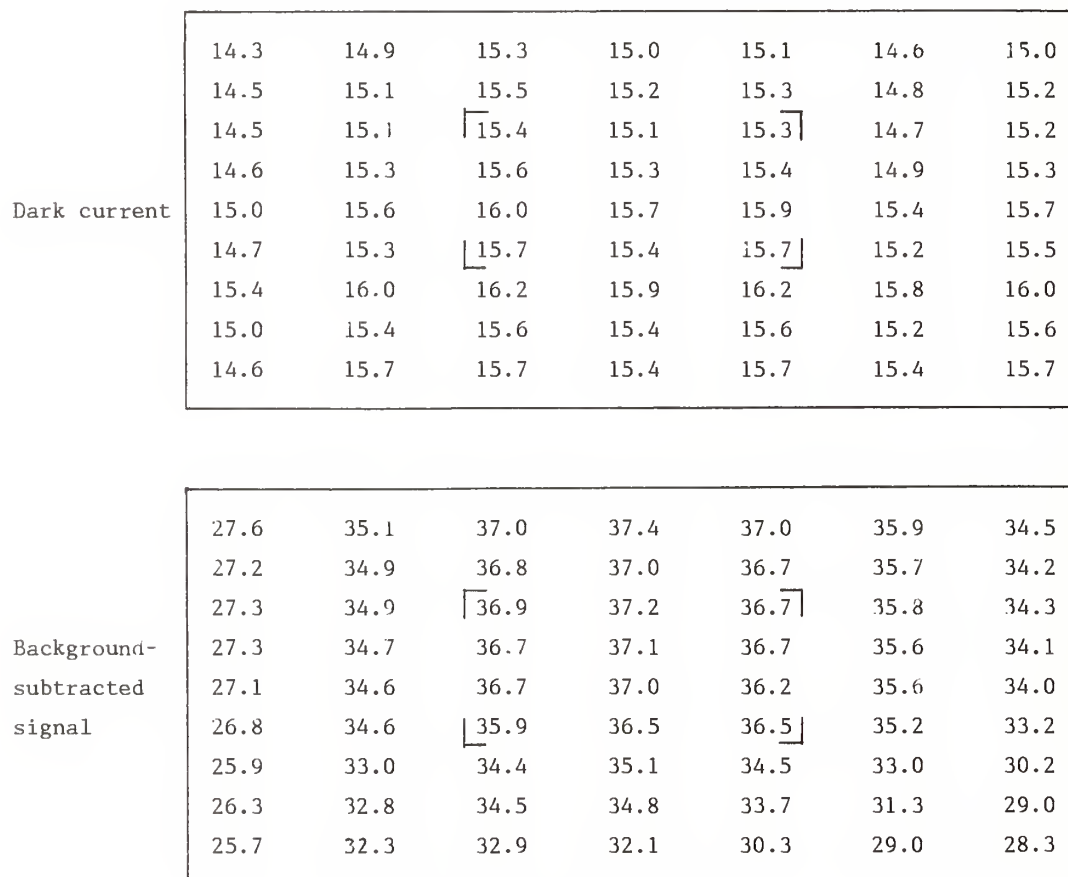 14.3 14.9 15.3 15.0 15.1 14.6 15.0
14.5 15.1 15.5 15.2 15.3 14.8 15.2
14.5 15.1 15.4 15.1 15.3 14.7 15.2
14.6 15.3 15.6 15.3 15.4 14.9 15.3
Dark current 15.0 15.6 16.0 15.7 15.9 15.4 15.7
14.7 15.3 15.7 15.4 15.7 15.2 15.5
15.4 16.0 16.2 15.9 16.2 15.8 16.0
15.0 15.4 15.6 15.4 15.6 15.2 15.6
14.6 15.7 15.7 15.4 15.7 15.4 15.7
27.6 35.1 37.0 37.4 37.0 35.9 34.5
27.2 34.9 36.8 37.0 36.7 35.7 34.2
27.3 34.9 36.9 37.2 36.7 35.8 34.3
Background- 27.3 34.7 36.7 37.1 36.7 35.6 34.1
subtracted 27.1 34.6 36.7 37.0 36.2 35.6 34.0
signal 26.8 34.6 35.9 36.5 36.5 35.2 33.2
25.9 33.0 34.4 35.1 34.5 33.0 30.2
26.3 32.8 34.5 34.8 33.7 31.3 29.0
25.7 32.3 32.9 32.1 30.3 29.0 28.3